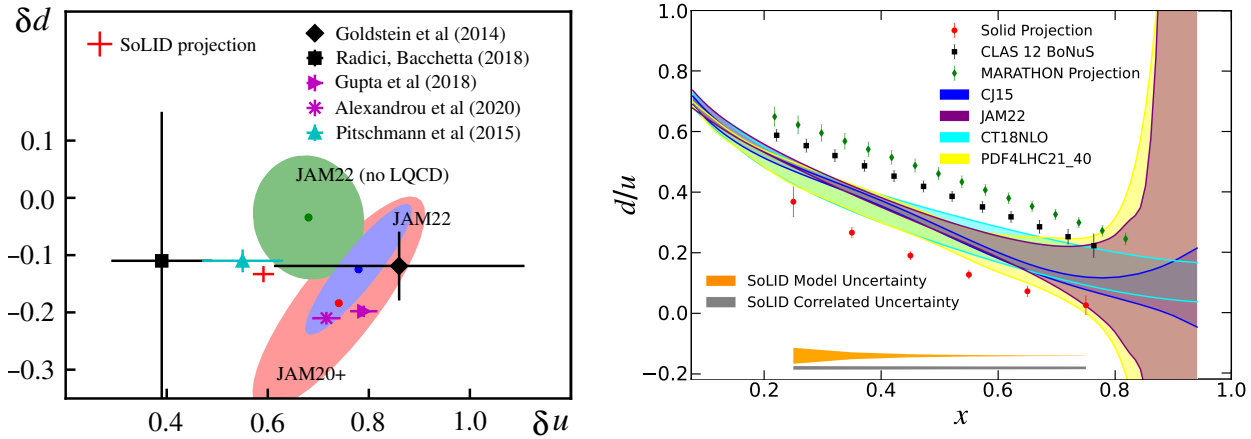 δd
SoLID projection
Goldstein et al (2014)
Radici, Bacchetta (2018)
Gupta et al (2018)
Alexandrou et al (2020)
Pitschmann et al (2015)
JAM22 (no LQCD)
JAM22
JAM20+
0.1
0.0
−0.1
−0.2
−0.3
0.4
0.6
0.8
1.0
δu
Solid Projection
CLAS 12 BoNuS
MARATHON Projection
CJ15
JAM22
CT18NLO
PDF4LHC21_40
SoLID Model Uncertainty
SoLID Correlated Uncertainty
d/u
1.0
0.8
0.6
0.4
0.2
0.0
−0.2
0.2
0.4
0.6
0.8
1.0
x